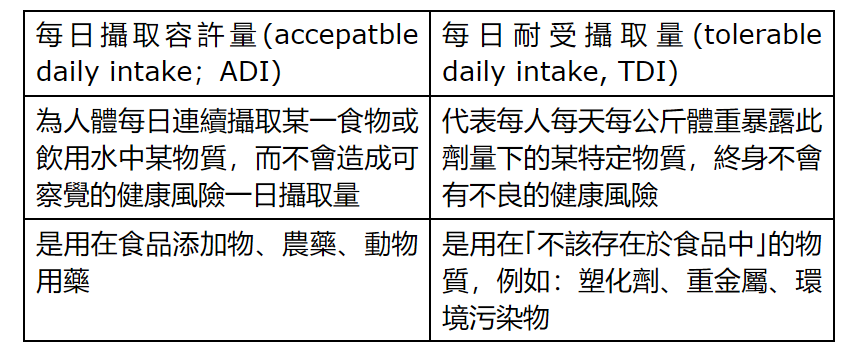 每日攝取容許量(accepatble
daily intake；ADI)
每日耐受攝取量(tolerable
daily intake, TDI)
為人體每日連續攝取某一食物或
飲用水中某物質，而不會造成可
察覺的健康風險一日攝取量
代表每人每天每公斤體重暴露此
劑量下的某特定物質，終身不會
有不良的健康風險
是用在食品添加物、農藥、動物
用藥
是用在「不該存在於食品中」的物
質，例如：塑化劑、重金屬、環
境污染物